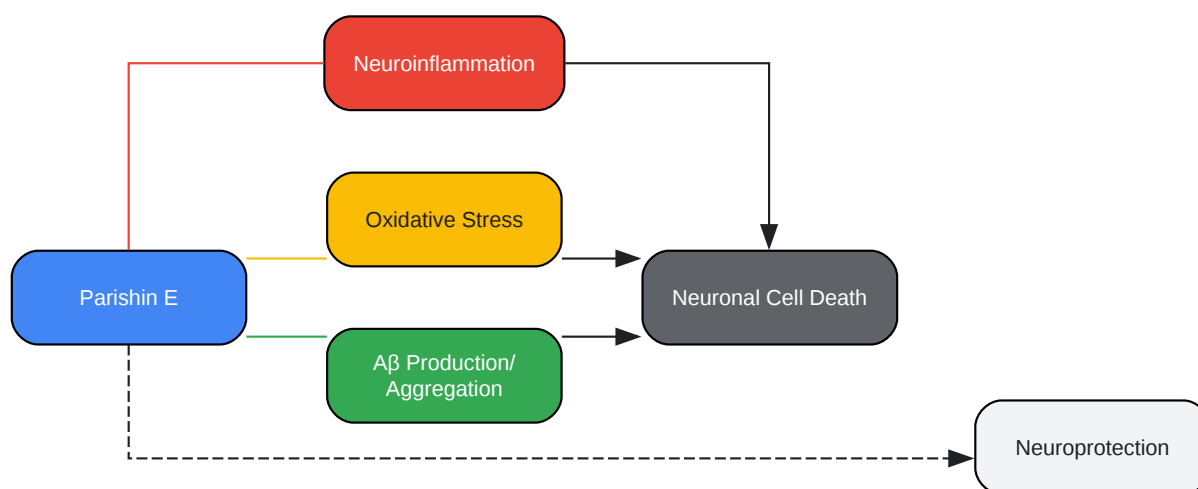 Neuroinflammation
Oxidative Stress
Parishin E
Neuronal Cell Death
Aβ Production/
Aggregation
Neuroprotection